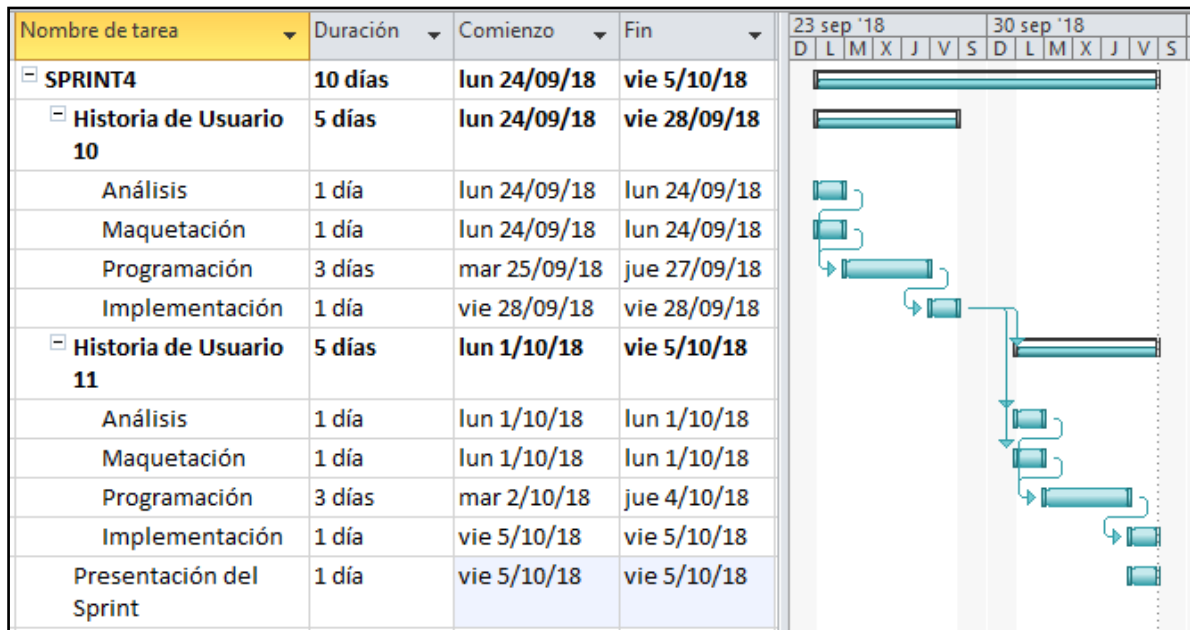 Nombre de tarea Duración Comienzo Fin 23 sep '18 30 sep '18
D L M X J V S D L M X J V S
SPRINT4 10 días lun 24/09/18 vie 5/10/18
Historia de Usuario 5 días lun 24/09/18 vie 28/09/18
10
Análisis 1 día lun 24/09/18 lun 24/09/18
Maquetación 1 día lun 24/09/18 lun 24/09/18
Programación 3 días mar 25/09/18 jue 27/09/18
Implementación 1 día vie 28/09/18 vie 28/09/18
Historia de Usuario 5 días lun 1/10/18 vie 5/10/18
11
Análisis 1 día lun 1/10/18 lun 1/10/18
Maquetación 1 día lun 1/10/18 lun 1/10/18
Programación 3 días mar 2/10/18 jue 4/10/18
Implementación 1 día vie 5/10/18 vie 5/10/18
Presentación del 1 día vie 5/10/18 vie 5/10/18
Sprint